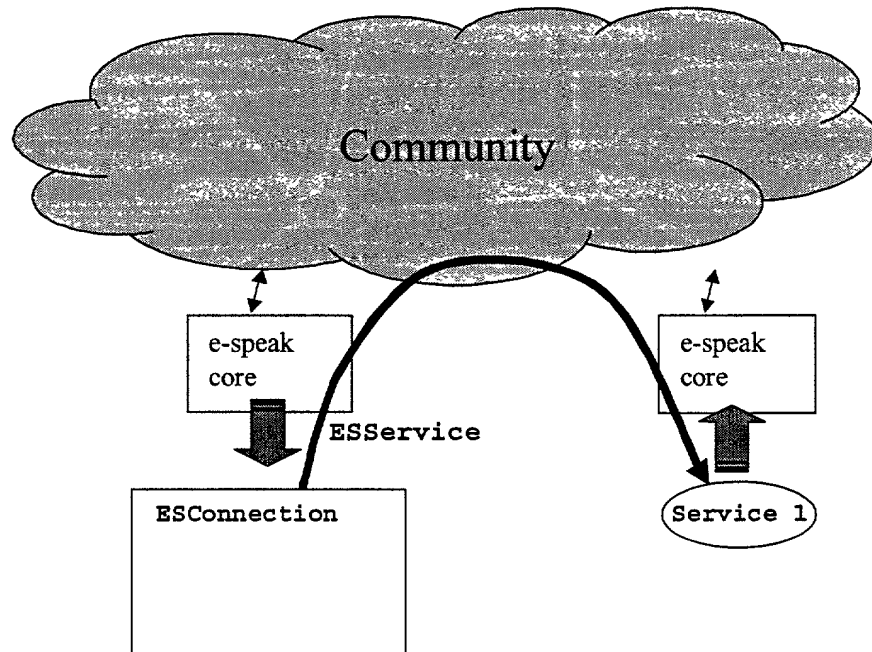 Community
e-speak
core
e-speak
core
ESService
ESConnection
Service 1